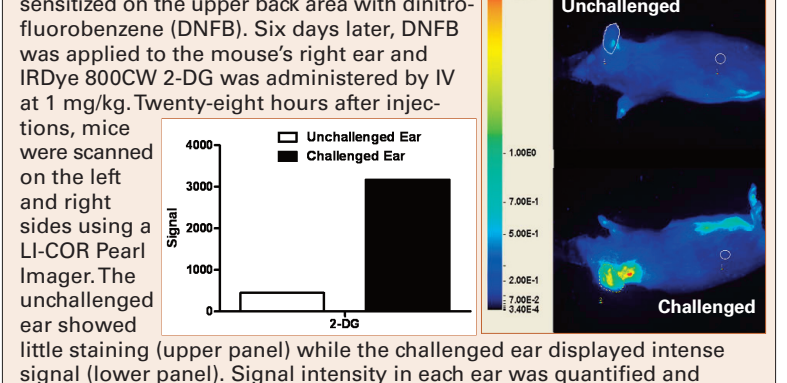 sensitized on the upper back area with dinitro-
fluorobenzene (DNFB). Six days later, DNFB
was applied to the mouse's right ear and
IRDye 800CW 2-DG was administered by IV
at 1 mg/kg. Twenty-eight hours after injec-
tions, mice
were scanned
on the left
and right
sides using a
LI-COR Pearl
Imager. The
unchallenged
ear showed
little staining (upper panel) while the challenged ear displayed intense
signal (lower panel). Signal intensity in each ear was quantified and
Unchallenged Ear
Challenged Ear
Signal
4000
3000
2000
1000
0
2-DG
1.00E0
7.00E-1
5.00E-1
2.00E-1
7.00E-2
3.40E-4
Unchallenged
Challenged